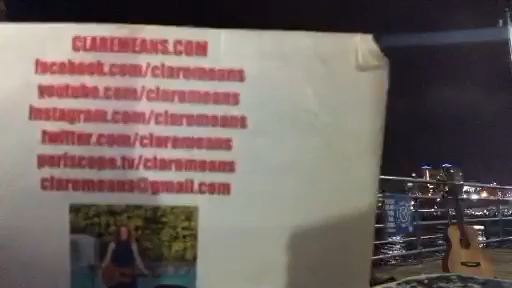 CLAREMEANS.COM
facebook.com/claremeans
youtube.com/claremeans
instagram.com/claremeans
twitter.com/claremeans
periscope.tv/claremeans
claremeans@gmail.com